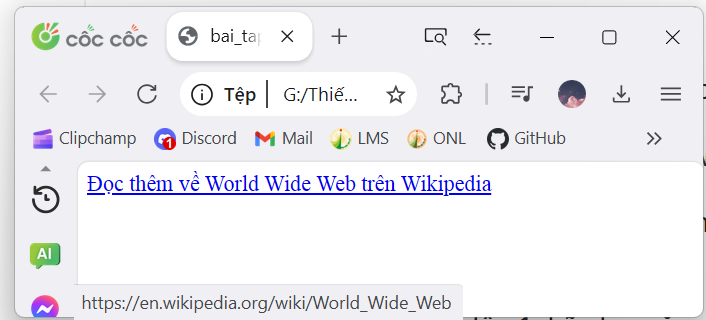 cốc cốc
bai_tap
Tệp
G:/Thiế...
Clipchamp
Discord
Mail
LMS
ONL
GitHub
1
Đọc thêm về World Wide Web trên Wikipedia
AI
https://en.wikipedia.org/wiki/World_Wide_Web